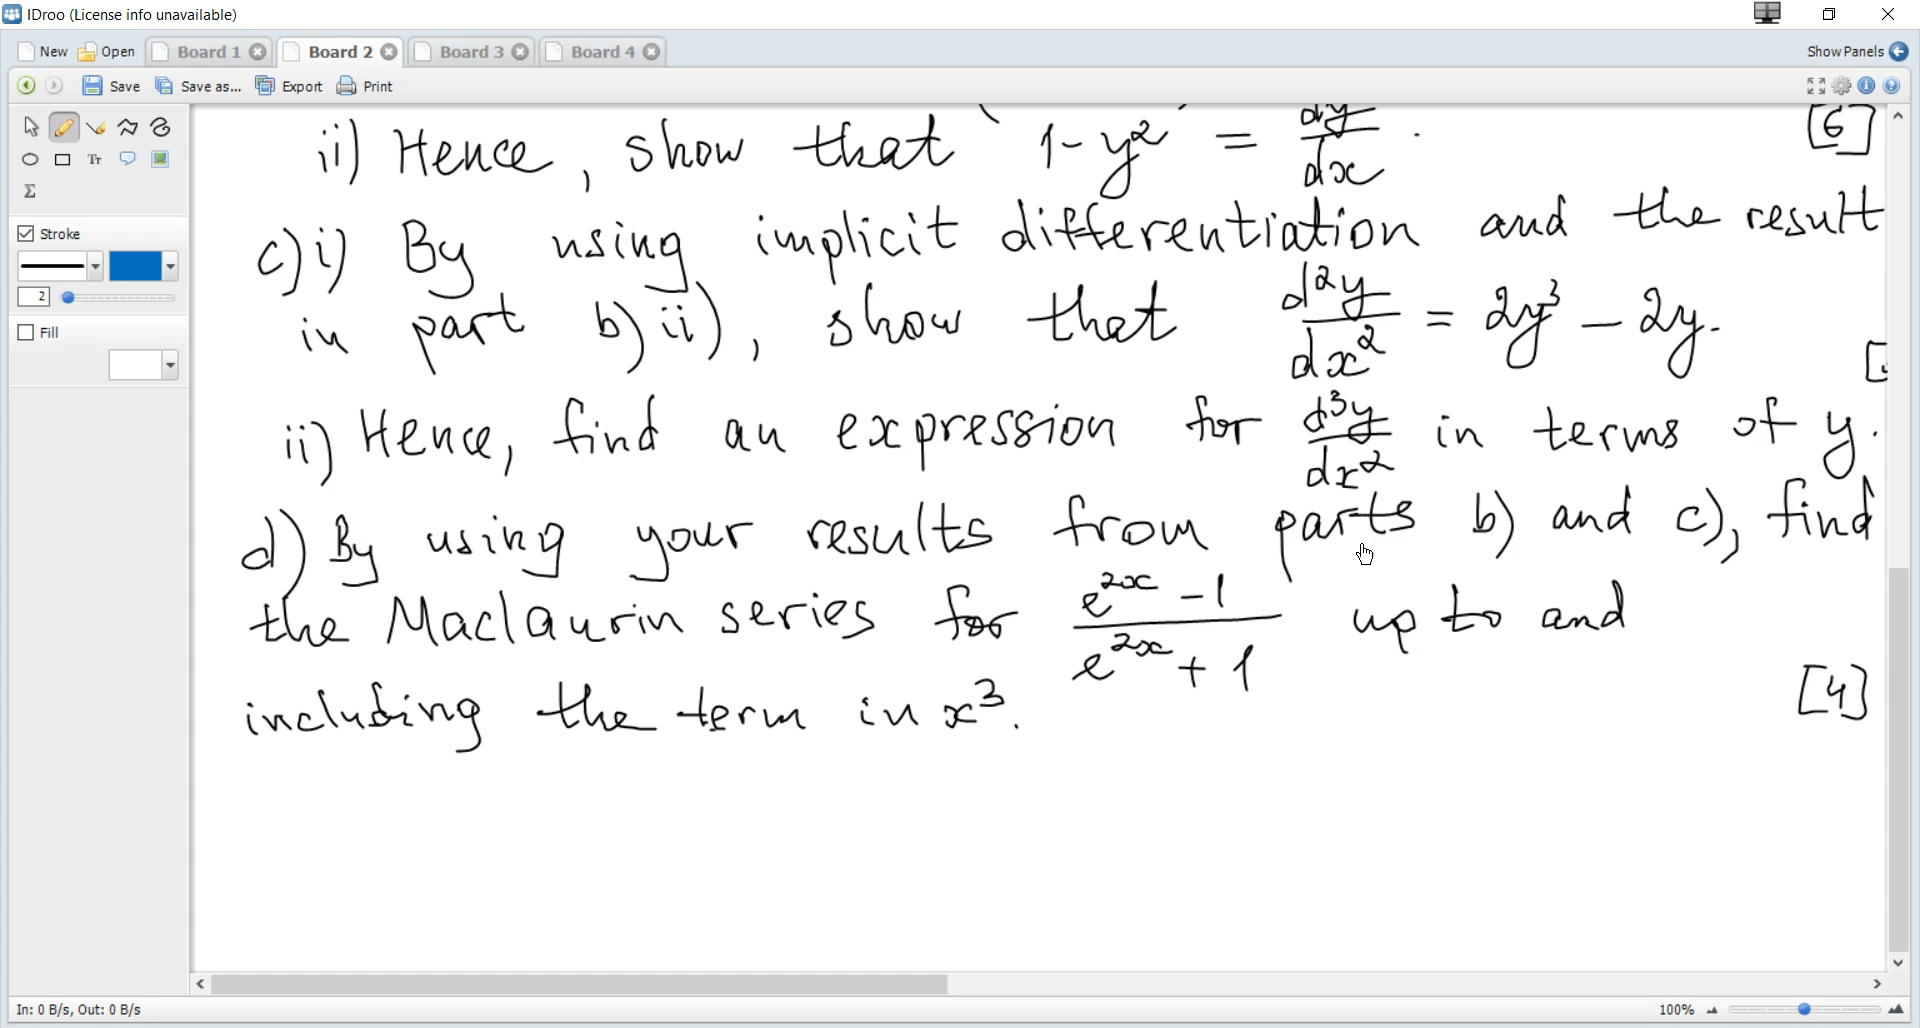 IDroo (License info unavailable)
New Open Board 1 Board 2 Board 3 Board 4 Show Panels
Save Save as... Export Print
Tr
Σ
Stroke
2
Fill
ii) Hence, show that 1 - y² = dy/dx. [6]
c) i) By using implicit differentiation and the result
in part b) ii), show that d²y/dx² = 2y³ - 2y.
ii) Hence, find an expression for d³y/dx² in terms of y.
d) By using your results from parts b) and c), find
the Maclaurin series for (e^2x - 1)/(e^2x + 1) up to and
including the term in x³. [4]
In: 0 B/s, Out: 0 B/s 100%